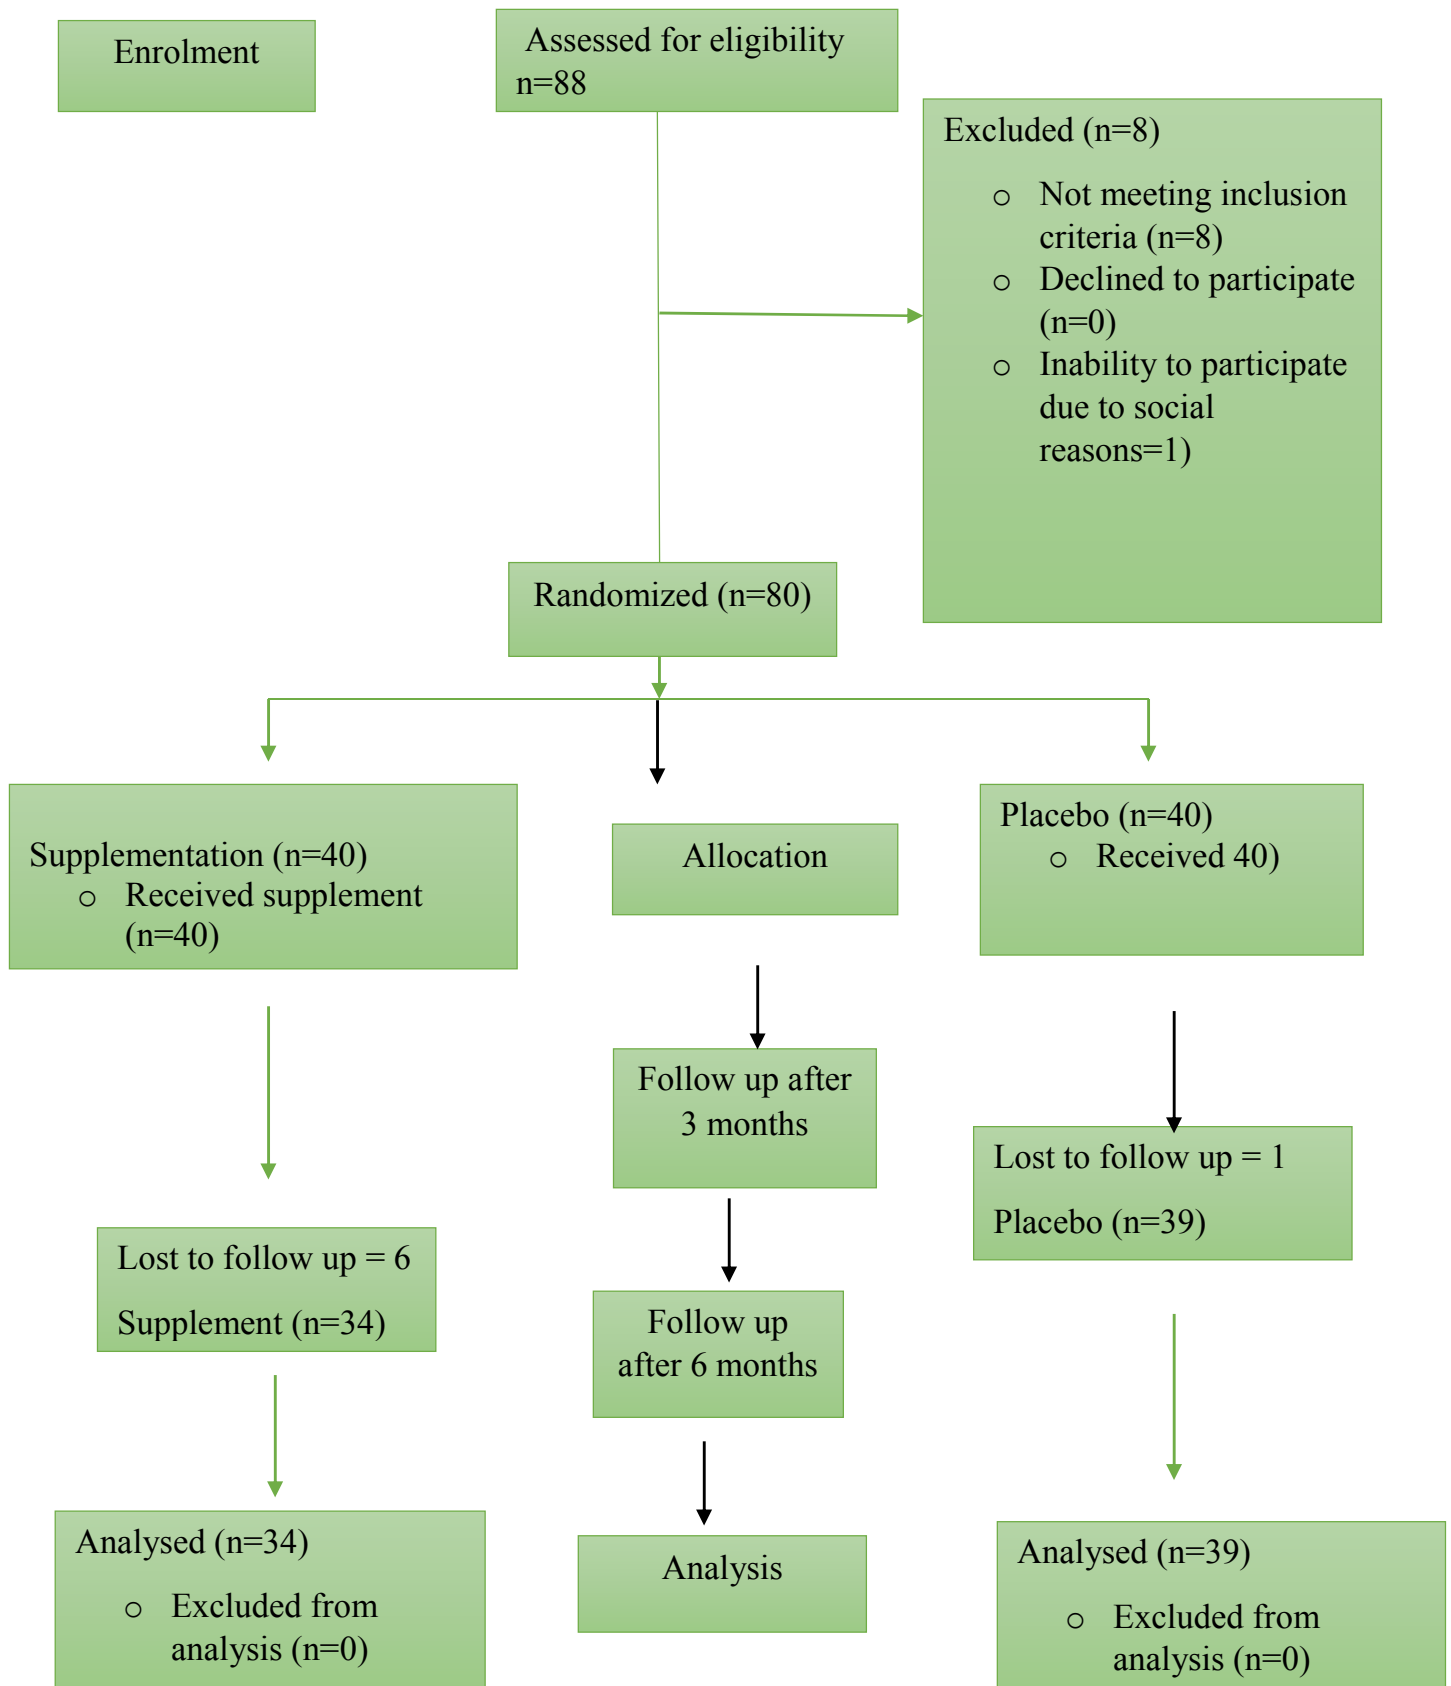 Enrolment
Assessed for eligibility
n=88
Excluded (n=8)
o Not meeting inclusion
criteria (n=8)
o Declined to participate
(n=0)
o Inability to participate
due to social
reasons=1)
Randomized (n=80)
Supplementation (n=40)
o Received supplement
(n=40)
Allocation
Placebo (n=40)
o Received 40)
Follow up after
3 months
Lost to follow up = 1
Placebo (n=39)
Lost to follow up = 6
Supplement (n=34)
Follow up
after 6 months
Analysed (n=34)
o Excluded from
analysis (n=0)
Analysis
Analysed (n=39)
o Excluded from
analysis (n=0)